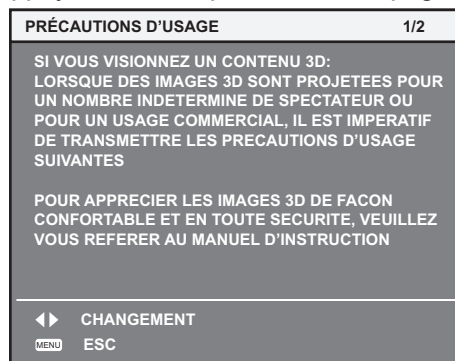 PRÉCAUTIONS D'USAGE 1/2
SI VOUS VISIONNEZ UN CONTENU 3D:
LORSQUE DES IMAGES 3D SONT PROJETEES POUR
UN NOMBRE INDETERMINE DE SPECTATEUR OU
POUR UN USAGE COMMERCIAL, IL EST IMPERATIF
DE TRANSMETTRE LES PRECAUTIONS D'USAGE
SUIVANTES
POUR APPRECIER LES IMAGES 3D DE FACON
CONFORTABLE ET EN TOUTE SECURITE, VEUILLEZ
VOUS REFERER AU MANUEL D'INSTRUCTION
CHANGEMENT
MENU ESC